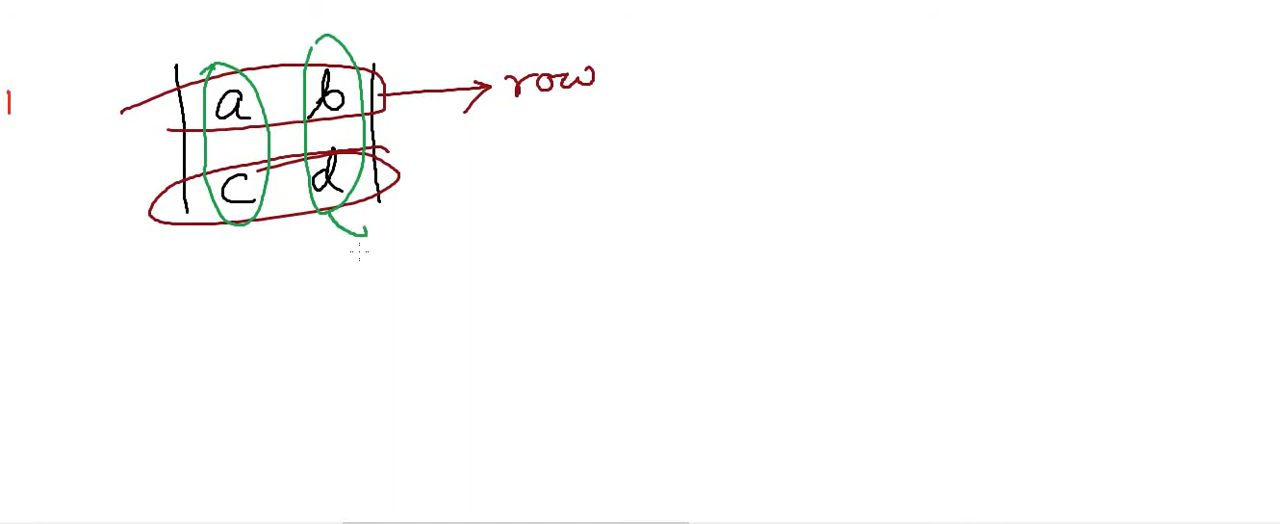 | a b | → row
| c d |